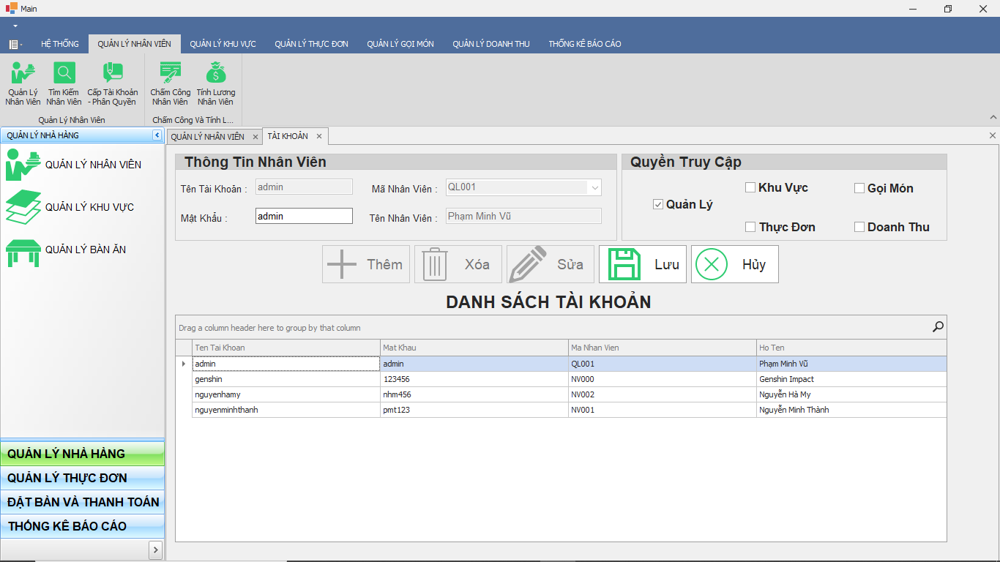 Main
HỆ THỐNG QUẢN LÝ NHÂN VIÊN QUẢN LÝ KHU VỰC QUẢN LÝ THỰC ĐƠN QUẢN LÝ GỌI MÓN QUẢN LÝ DOANH THU THỐNG KÊ BÁO CÁO
Quản Lý Tìm Kiếm Cấp Tài Khoản Chấm Công Tính Lương
Nhân Viên Nhân Viên - Phân Quyền Nhân Viên Nhân Viên
Quản Lý Nhân Viên Chấm Công Và Tính L...
QUẢN LÝ NHÀ HÀNG
QUẢN LÝ NHÂN VIÊN
QUẢN LÝ KHU VỰC
QUẢN LÝ BÀN ĂN
QUẢN LÝ NHÀ HÀNG
QUẢN LÝ THỰC ĐƠN
ĐẶT BÀN VÀ THANH TOÁN
THỐNG KÊ BÁO CÁO
QUẢN LÝ NHÂN VIÊN TÀI KHOẢN
Thông Tin Nhân Viên
Tên Tài Khoản : admin Mã Nhân Viên : QL001
Mật Khẩu : admin Tên Nhân Viên : Phạm Minh Vũ
Quyền Truy Cập
Quản Lý Khu Vực Gọi Món
Thực Đơn Doanh Thu
Thêm Xóa Sửa Lưu Hủy
DANH SÁCH TÀI KHOẢN
Drag a column header here to group by that column
Ten Tai Khoan Mat Khau Ma Nhan Vien Ho Ten
admin admin QL001 Phạm Minh Vũ
genshin 123456 NV000 Genshin Impact
nguyenhamy nhm456 NV002 Nguyễn Hà My
nguyenminhthanh pmt123 NV001 Nguyễn Minh Thành